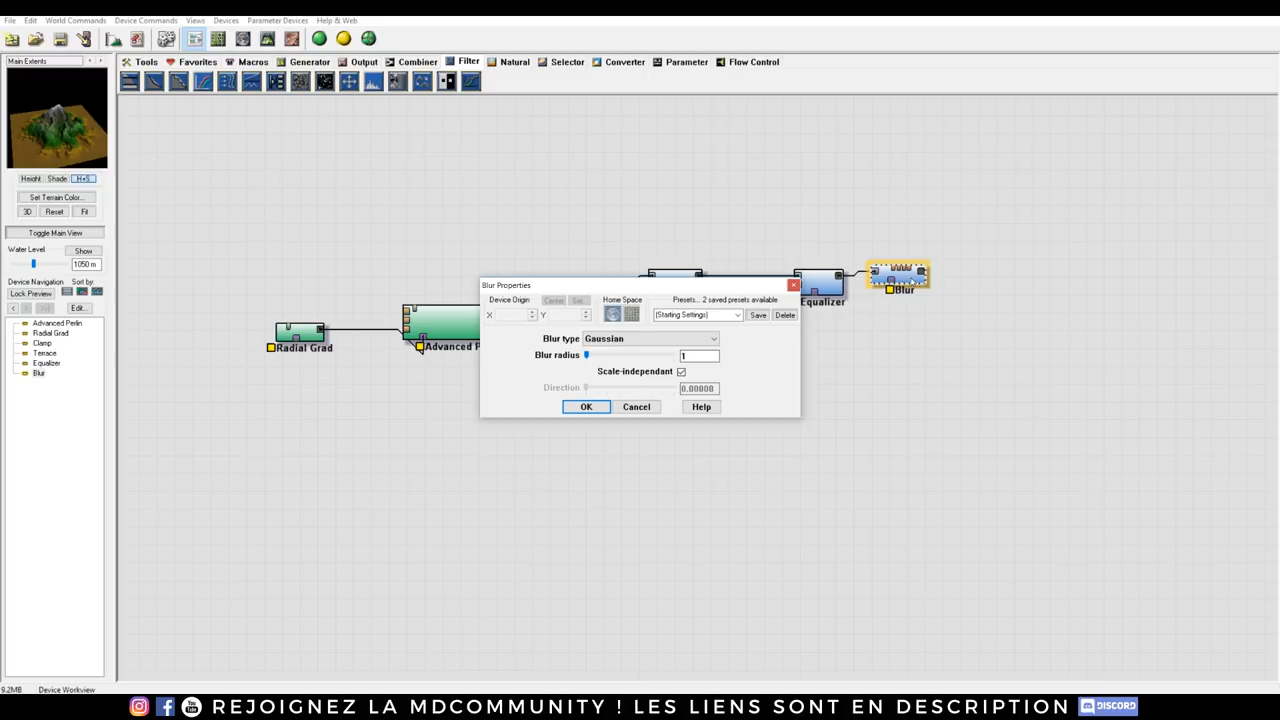 File Edit World Commands Device Commands Views Devices Parameter Devices Help & Web
Main Extents
Tools Favorites Macros Generator Output Combiner Filter Natural Selector Converter Parameter Flow Control
Height Shade H+S
Set Terrain Color...
3D Reset Fit
Toggle Main View
Water Level Show
1050 m
Device Navigation Sort by:
Lock Preview
Edit...
Advanced Perlin
Radial Grad
Clamp
Terrace
Equalizer
Blur
Radial Grad
Advanced P
Equalizer
Blur
Blur Properties
Device Origin Center Set... Home Space Presets... 2 saved presets available
X Y (Starting Settings) Save Delete
Blur type Gaussian
Blur radius 1
Scale-independant
Direction 0.00000
OK Cancel Help
9.2MB Device Workview
REJOIGNEZ LA MDCOMMUNITY ! LES LIENS SONT EN DESCRIPTION DISCORD